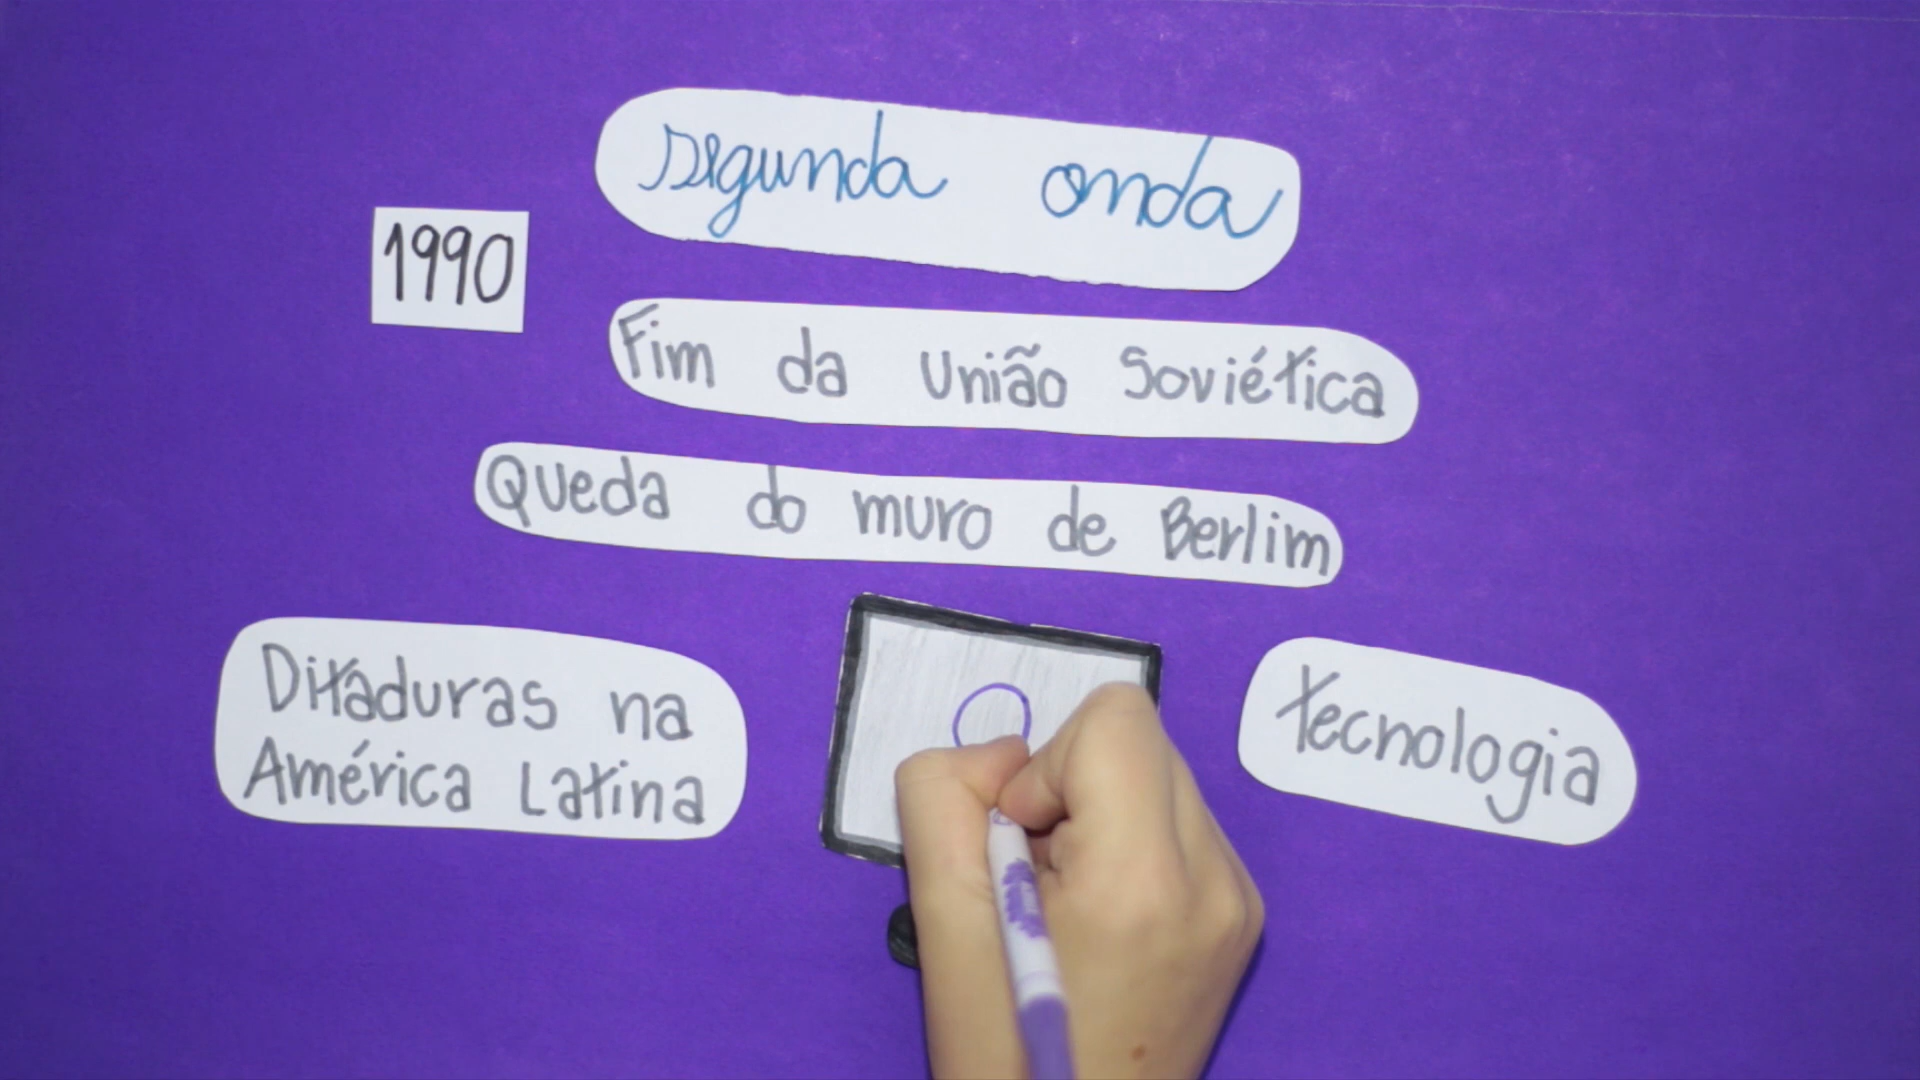 segunda onda
1990
Fim da União Soviética
Queda do muro de Berlim
Ditaduras na
América Latina
tecnologia